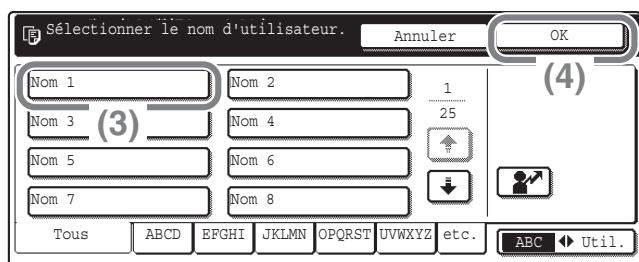 Sélectionner le nom d'utilisateur. Annuler OK
(4)
Nom 1 Nom 2 1
25
(3)
Nom 3 Nom 4
Nom 5 Nom 6
Nom 7 Nom 8
Tous ABCD EFGHI JKLMN OPQRST UVWXYZ etc. ABC Util.